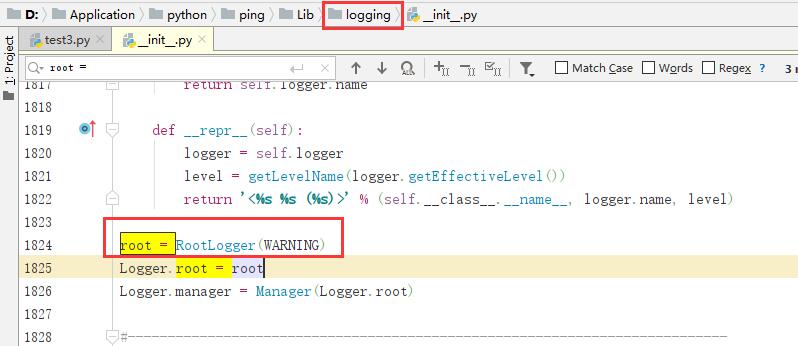 D: Application python ping Lib logging __init__.py
test3.py × __init__.py ×
1: Project
root = Match Case Words Regex ? 3 m
1817 return self.logger.name
1818
1819 def __repr__(self):
1820 logger = self.logger
1821 level = getLevelName(logger.getEffectiveLevel())
1822 return '<%s %s (%s)>' % (self.__class__.__name__, logger.name, level)
1823
1824 root = RootLogger(WARNING)
1825 Logger.root = root
1826 Logger.manager = Manager(Logger.root)
1827
1828 #---------------------------------------------------------------------------